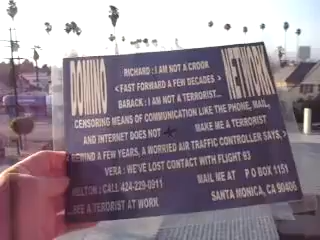 DOMINO
NETWORK
RICHARD : I AM NOT A CROOK
< FAST FORWARD A FEW DECADES >
BARACK : I AM NOT A TERRORIST...
CENSORING MEANS OF COMMUNICATION LIKE THE PHONE, MAIL,
AND INTERNET DOES NOT MAKE ME A TERRORIST
REWIND A FEW YEARS, A WORRIED AIR TRAFFIC CONTROLLER SAYS, >
VERA : WE'VE LOST CONTACT WITH FLIGHT 93
MELTON : CALL 424-229-0911 MAIL ME AT P O BOX 1151
...SEE A TERORIST AT WORK SANTA MONICA, CA 90406